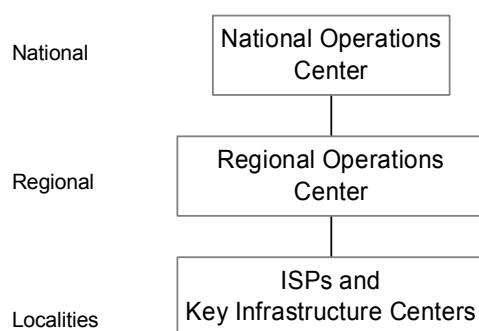 National
National Operations
Center
Regional
Regional Operations
Center
Localities
ISPs and
Key Infrastructure Centers